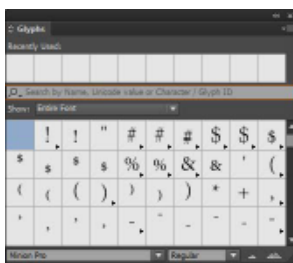 Glyphs
Recently Used:
Search by Name, Unicode value or Character / Glyph ID
Show: Entire Font
! ! " # # # $ $ $
$ $ $ $ % % & & ' (
( ( ( ) ) ) ) * + ,
Minion Pro Regular